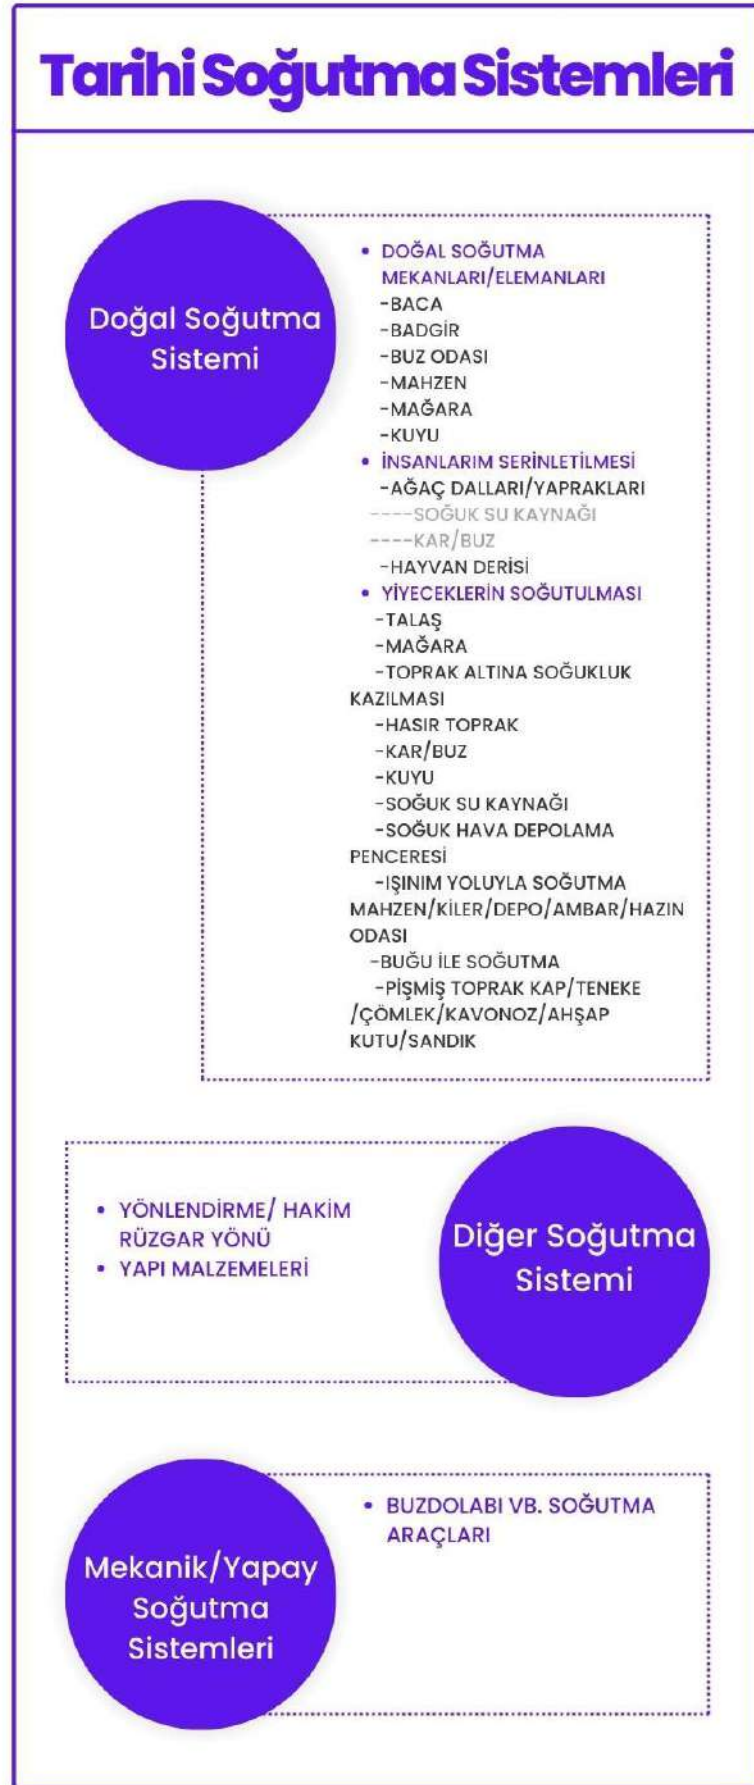 Tarihi Soğutma Sistemleri
Doğal Soğutma
Sistemi
• DOĞAL SOĞUTMA
MEKANLARI/ELEMANLARI
-BACA
-BADGİR
-BUZ ODASI
-MAHZEN
-MAĞARA
-KUYU
• İNSANLARIM SERİNLETİLMESİ
-AĞAÇ DALLARI/YAPRAKLARI
----SOĞUK SU KAYNAĞI
----KAR/BUZ
-HAYVAN DERİSİ
• YİYECEKLERİN SOĞUTULMASI
-TALAŞ
-MAĞARA
-TOPRAK ALTINA SOĞUKLUK
KAZILMASI
-HASIR TOPRAK
-KAR/BUZ
-KUYU
-SOĞUK SU KAYNAĞI
-SOĞUK HAVA DEPOLAMA
PENCERESİ
-IŞINIM YOLUYLA SOĞUTMA
MAHZEN/KİLER/DEPO/AMBAR/HAZIN
ODASI
-BUĞU İLE SOĞUTMA
-PİŞMİŞ TOPRAK KAP/TENEKE
/ÇÖMLEK/KAVONOZ/AHŞAP
KUTU/SANDIK
• YÖNLENDİRME/ HAKİM
RÜZGAR YÖNÜ
• YAPI MALZEMELERİ
Diğer Soğutma
Sistemi
Mekanik/Yapay
Soğutma
Sistemleri
• BUZDOLABI VB. SOĞUTMA
ARAÇLARI